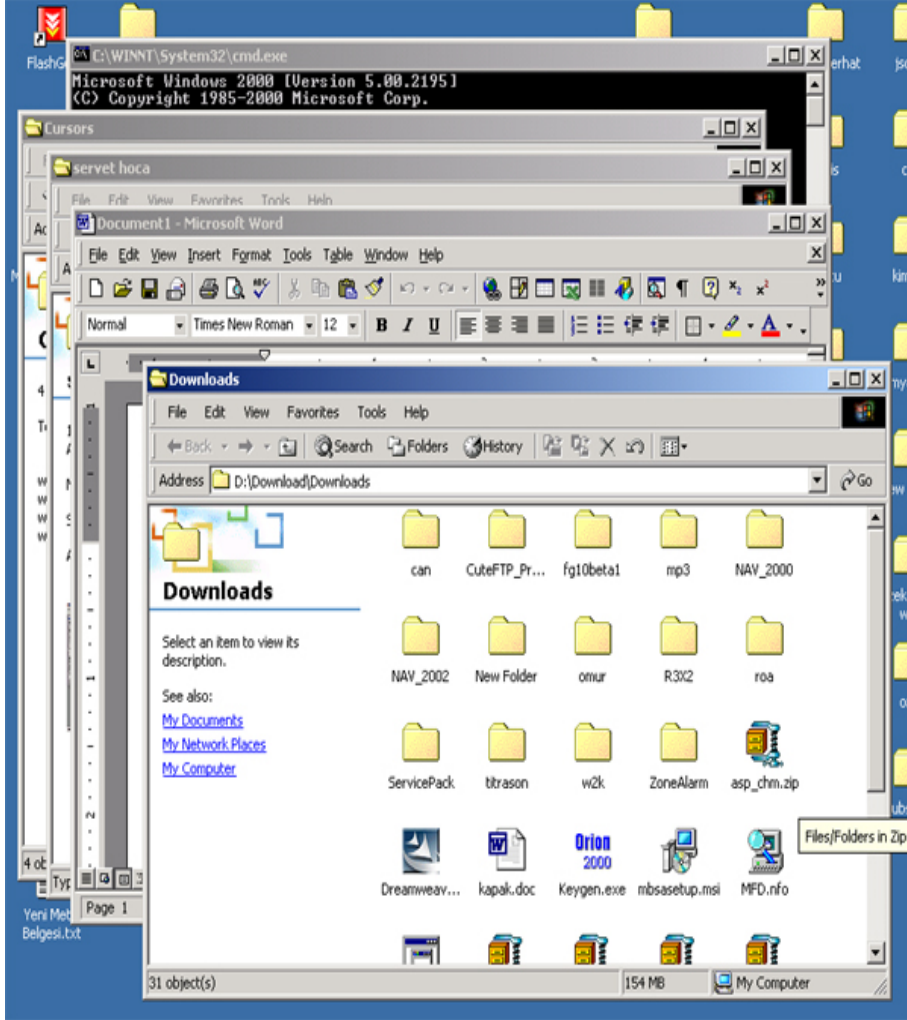 FlashG
C:\WINNT\System32\cmd.exe
erhat
Microsoft Windows 2000 [Version 5.00.2195]
(C) Copyright 1985-2000 Microsoft Corp.
Cursors
servet hoca
File Edit View Favorites Tools Help
Document1 - Microsoft Word
File Edit View Insert Format Tools Table Window Help
Normal Times New Roman 12 B I U
Downloads
File Edit View Favorites Tools Help
Back Search Folders History
Address D:\Download\Downloads Go
can CuteFTP_Pr... fg10beta1 mp3 NAV_2000
Downloads
Select an item to view its
description.
NAV_2002 New Folder omur R3X2 roa
See also:
My Documents
My Network Places
My Computer
ServicePack titrason w2k ZoneAlarm asp_chm.zip
Files/Folders in Zip
Orion
2000
Dreamweav... kapak.doc Keygen.exe mbsasetup.msi MFD.nfo
4 ob
Typ
Page 1
Yeni Met
Belgesi.txt
31 object(s) 154 MB My Computer